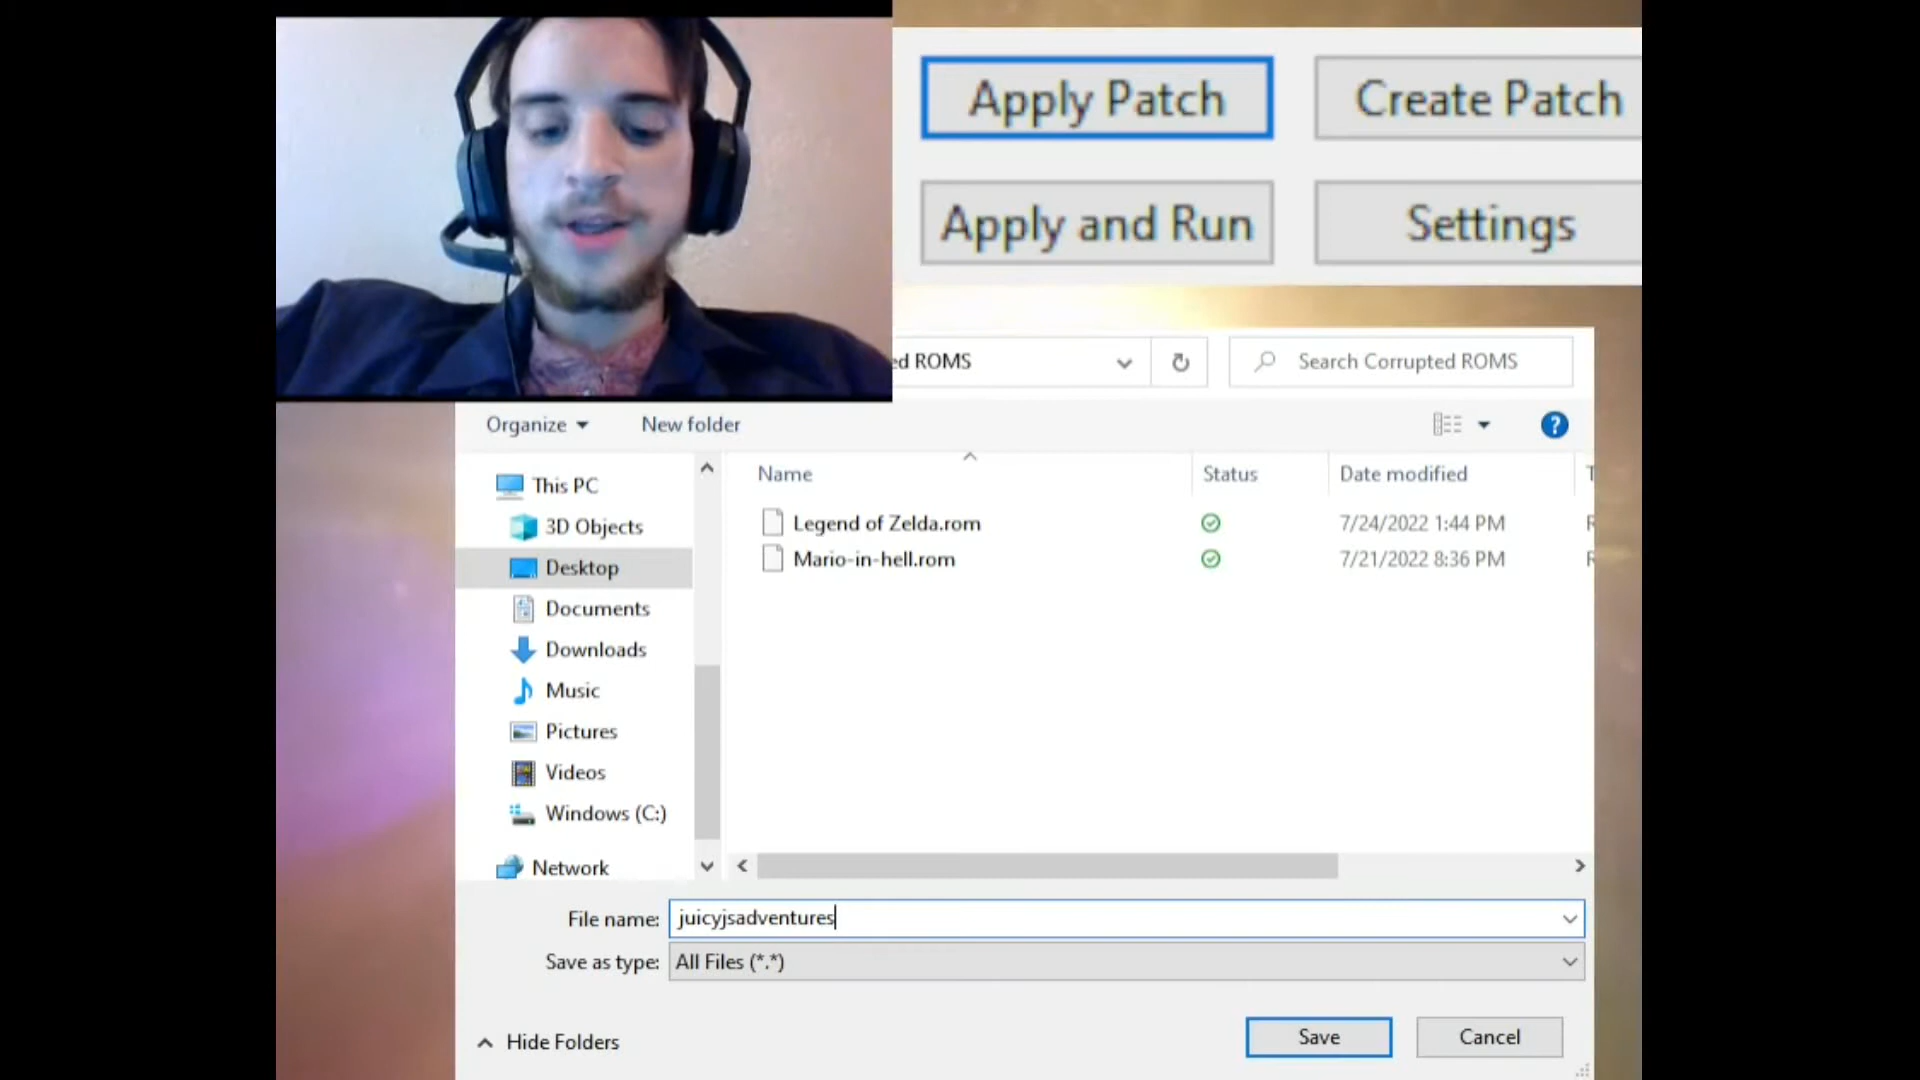 Apply Patch
Create Patch
Apply and Run
Settings
ed ROMS
Search Corrupted ROMS
Organize
New folder
?
Name
Status
Date modified
This PC
3D Objects
Desktop
Documents
Downloads
Music
Pictures
Videos
Windows (C:)
Network
Legend of Zelda.rom
7/24/2022 1:44 PM
Mario-in-hell.rom
7/21/2022 8:36 PM
File name:
juicyjsadventures
Save as type:
All Files (*.*)
Hide Folders
Save
Cancel